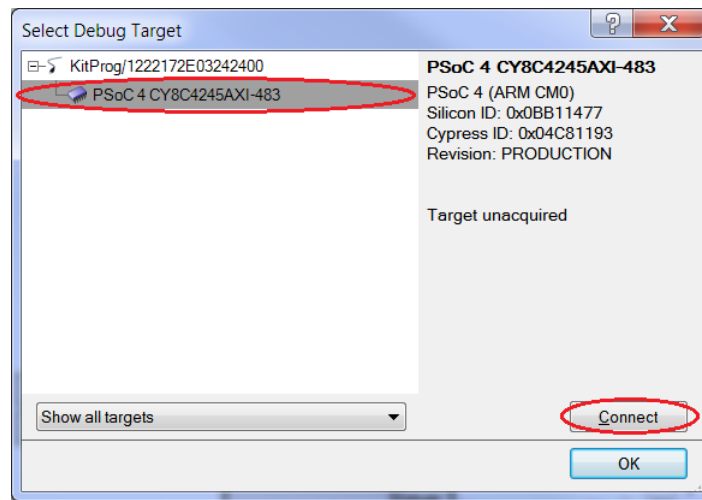 Select Debug Target
KitProg/1222172E03242400
PSoC 4 CY8C4245AXI-483
PSoC 4 CY8C4245AXI-483
PSoC 4 (ARM CM0)
Silicon ID: 0x0BB11477
Cypress ID: 0x04C81193
Revision: PRODUCTION
Target unacquired
Show all targets
Connect
OK